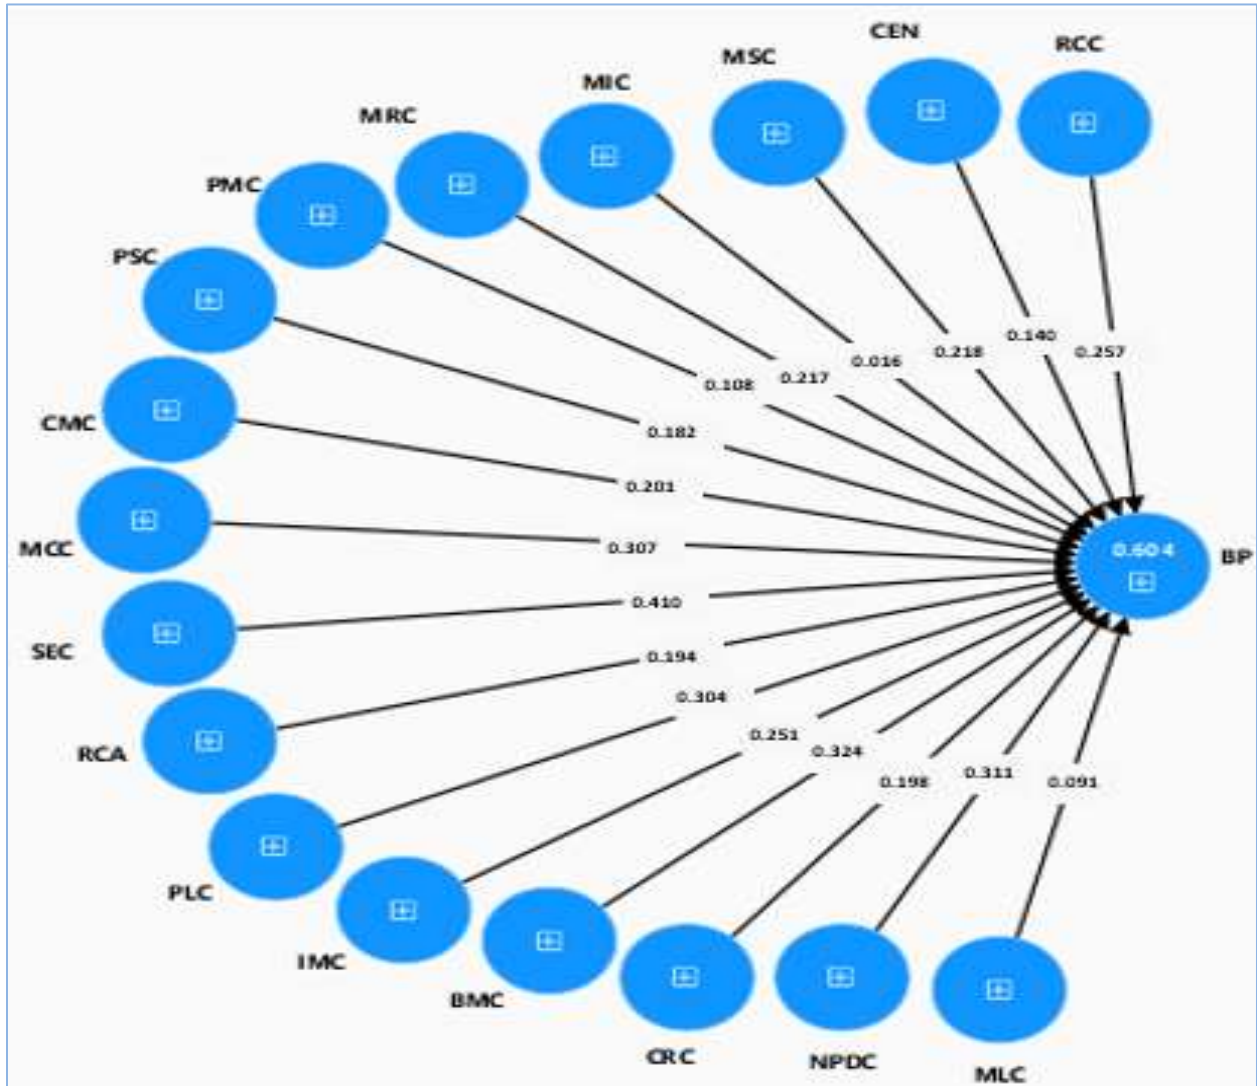 CEN
RCC
MSC
MIC
MRC
PMC
PSC
CMC
MCC
SEC
RCA
PLC
IMC
BMC
CRC
NPDC
MLC
0.140
0.257
0.218
0.016
0.217
0.108
0.182
0.201
0.307
0.410
0.194
0.304
0.251
0.324
0.198
0.311
0.091
0.604
BP